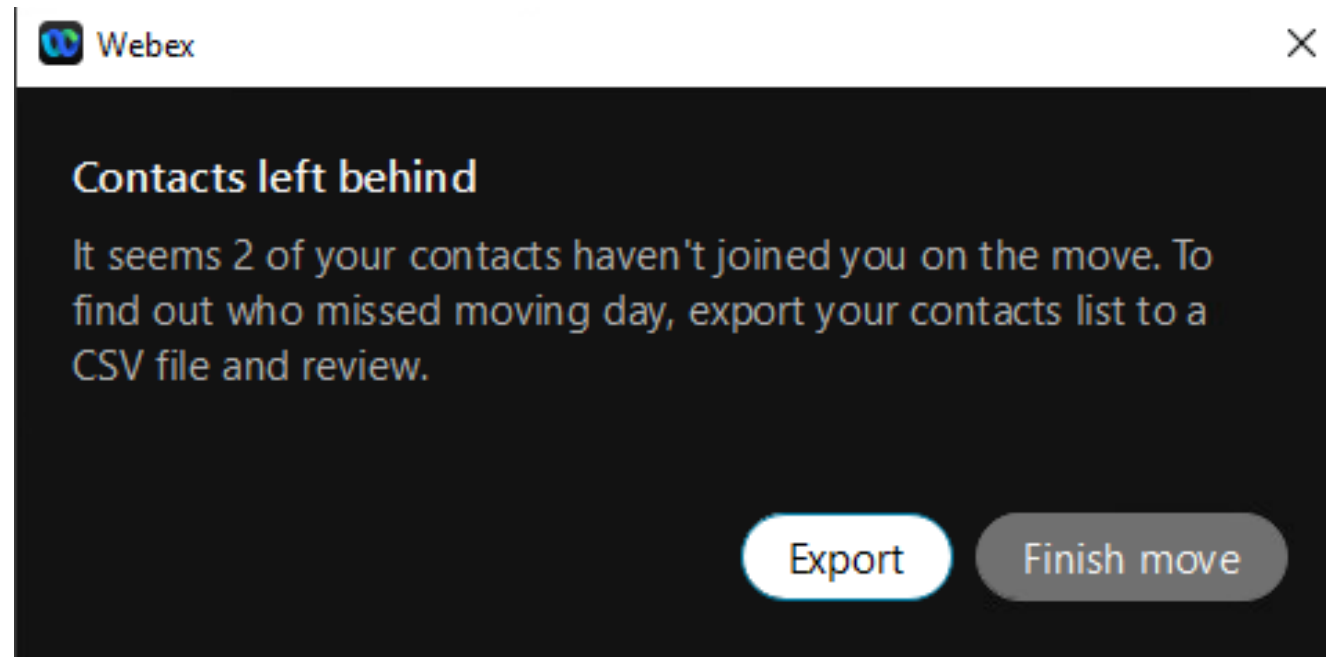 Webex
Contacts left behind
It seems 2 of your contacts haven't joined you on the move. To
find out who missed moving day, export your contacts list to a
CSV file and review.
Export
Finish move